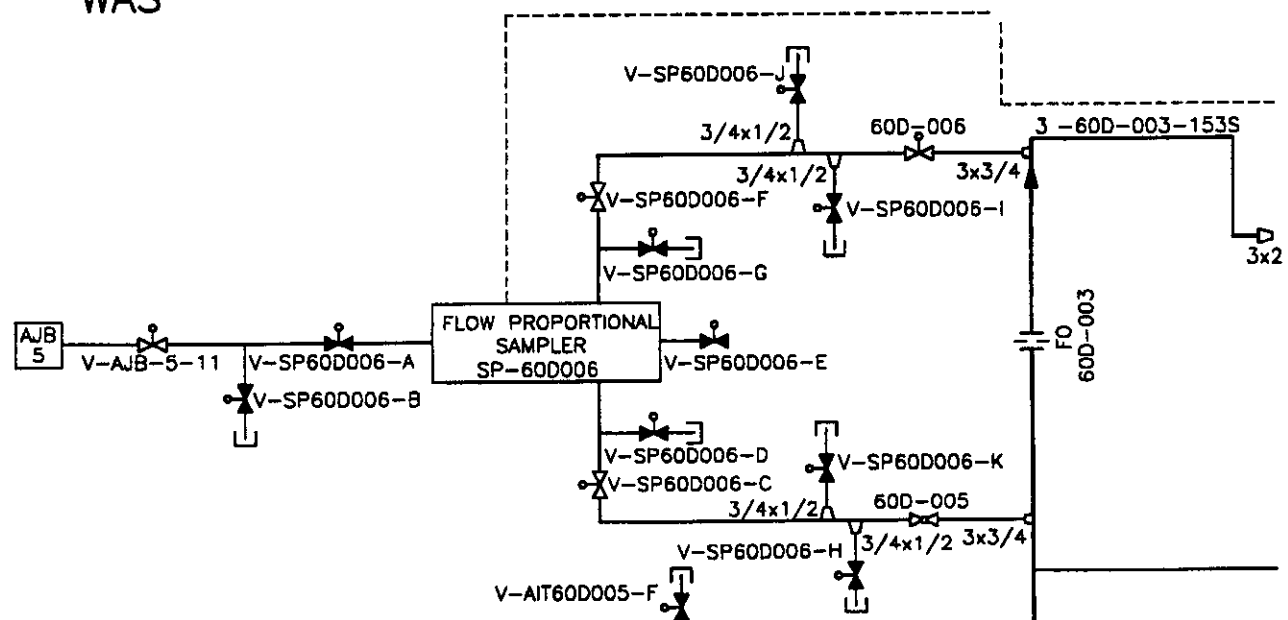 WAS
V-SP60D006-J
3/4x1/2
60D-006
3 -60D-003-153S
3/4x1/2
3x3/4
V-SP60D006-F
V-SP60D006-I
V-SP60D006-G
3x2
AJB
5
V-AJB-5-11
V-SP60D006-A
FLOW PROPORTIONAL
SAMPLER
SP-60D006
V-SP60D006-E
FO
60D-003
V-SP60D006-B
V-SP60D006-D
V-SP60D006-K
V-SP60D006-C
3/4x1/2
60D-005
V-SP60D006-H
3/4x1/2
3x3/4
V-AIT60D005-F